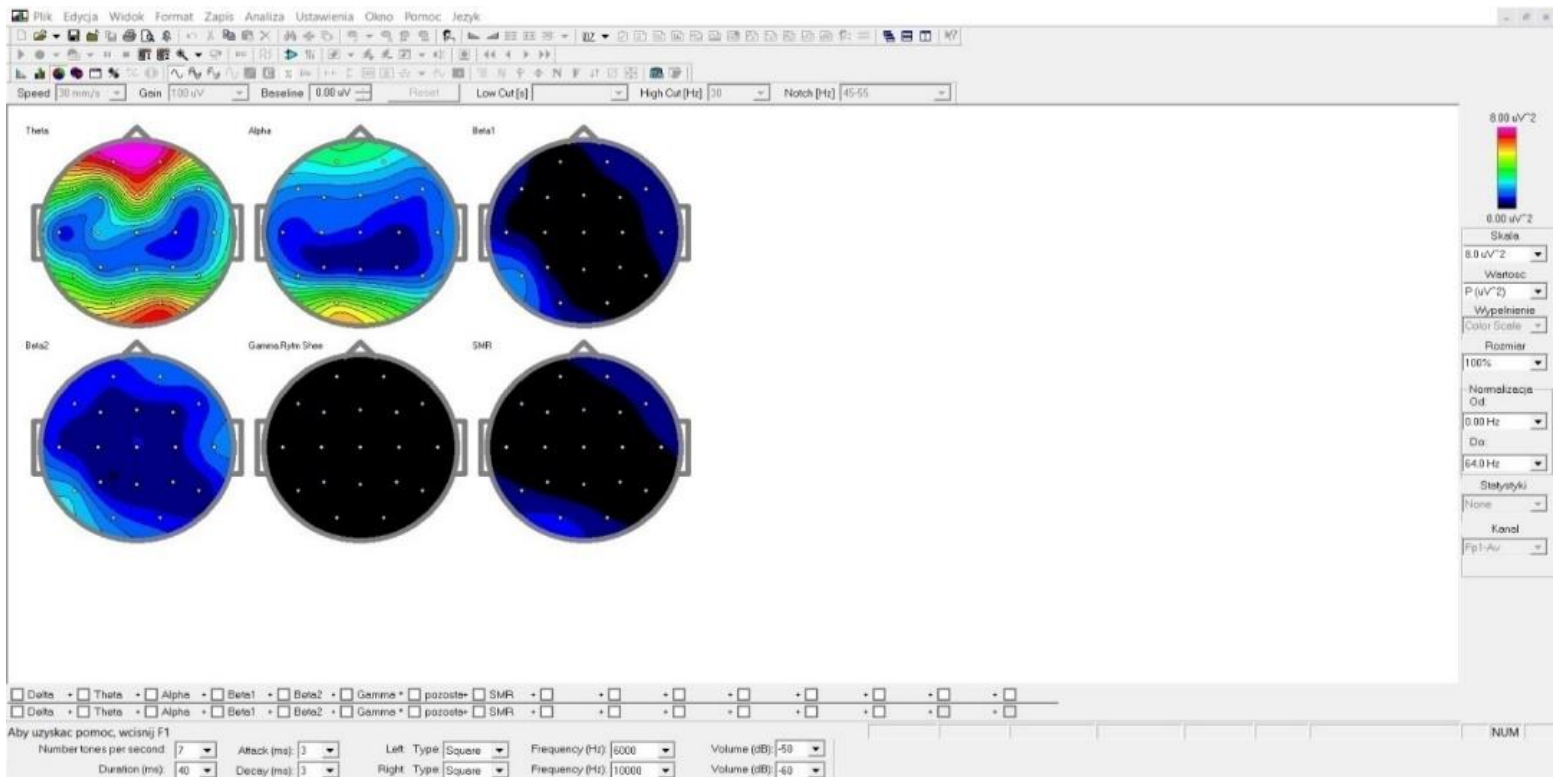 Plik Edycja Widok Format Zapis Analiza Ustawienia Okno Pomoc Jezyk
Speed 30 mm/s Gain 100 uV Baseline 0.00 uV Reset Low Cut [s] High Cut [Hz] 30 Notch [Hz] 45-55
Theta Alpha Beta1
Beta2 Gamma.Rytm Shee SMR
8.00 uV^2
0.00 uV^2
Skala
8.0 uV^2
Wartosc
P (uV^2)
Wypelnienie
Color Scale
Rozmiar
100%
Normalizacja
Od:
0.00 Hz
Do:
64.0 Hz
Statystyki
None
Kanal
Fp1-Av
Delta + Theta + Alpha + Beta1 + Beta2 + Gamma * pozosta+ SMR + + + + + + + +
Delta + Theta + Alpha + Beta1 + Beta2 + Gamma * pozosta+ SMR + + + + + + + +
Aby uzyskac pomoc, wcisnij F1 NUM
Number tones per second: 7 Attack (ms): 3 Left Type: Square Frequency (Hz): 6000 Volume (dB): -50
Duration (ms): 40 Decay (ms): 3 Right Type: Square Frequency (Hz): 10000 Volume (dB): -60